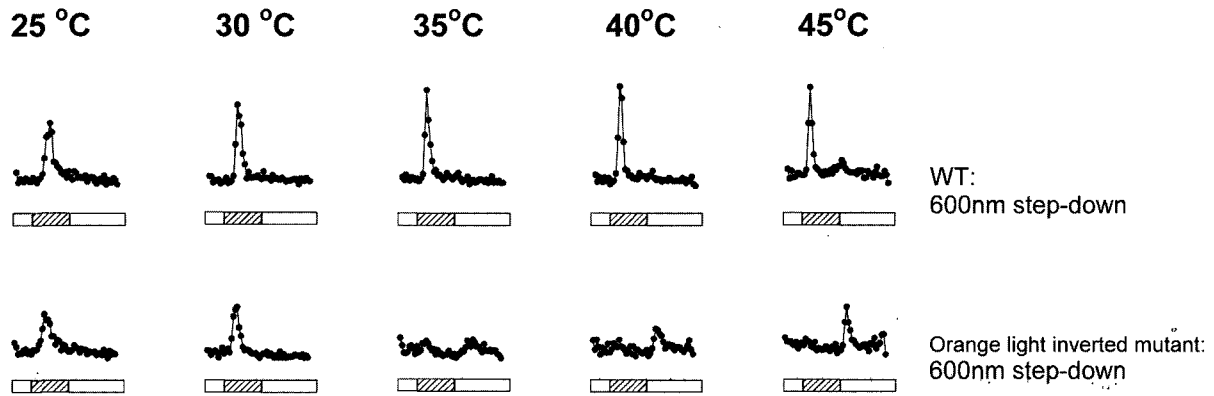 25 °C 30 °C 35°C 40°C 45°C
WT:
600nm step-down
Orange light inverted mutant:
600nm step-down